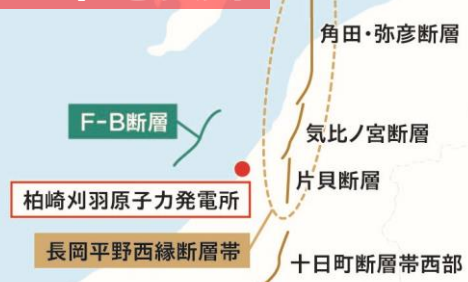 角田・弥彦断層
F-B断層
気比ノ宮断層
片貝断層
柏崎刈羽原子力発電所
長岡平野西縁断層帯
十日町断層帯西部